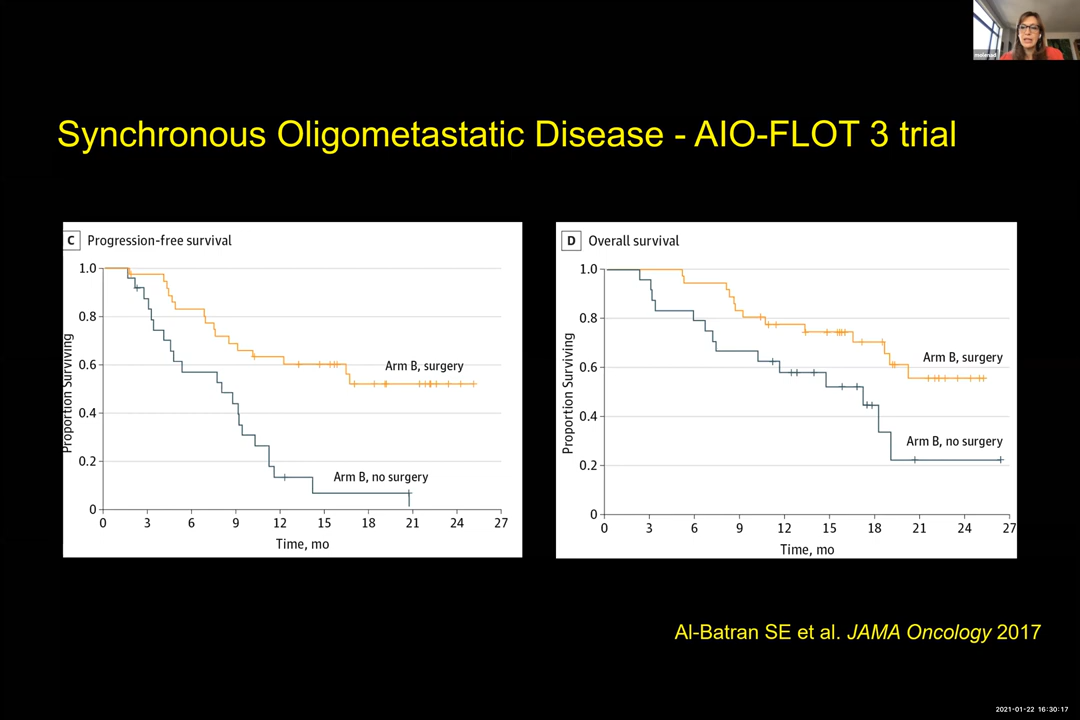 Synchronous Oligometastatic Disease - AIO-FLOT 3 trial
C Progression-free survival
1.0
0.8
0.6
0.4
0.2
0
Proportion Surviving
Arm B, surgery
Arm B, no surgery
0 3 6 9 12 15 18 21 24 27
Time, mo
D Overall survival
1.0
0.8
0.6
0.4
0.2
0
Proportion Surviving
Arm B, surgery
Arm B, no surgery
0 3 6 9 12 15 18 21 24 27
Time, mo
Al-Batran SE et al. JAMA Oncology 2017
2021-01-22 16:30:17